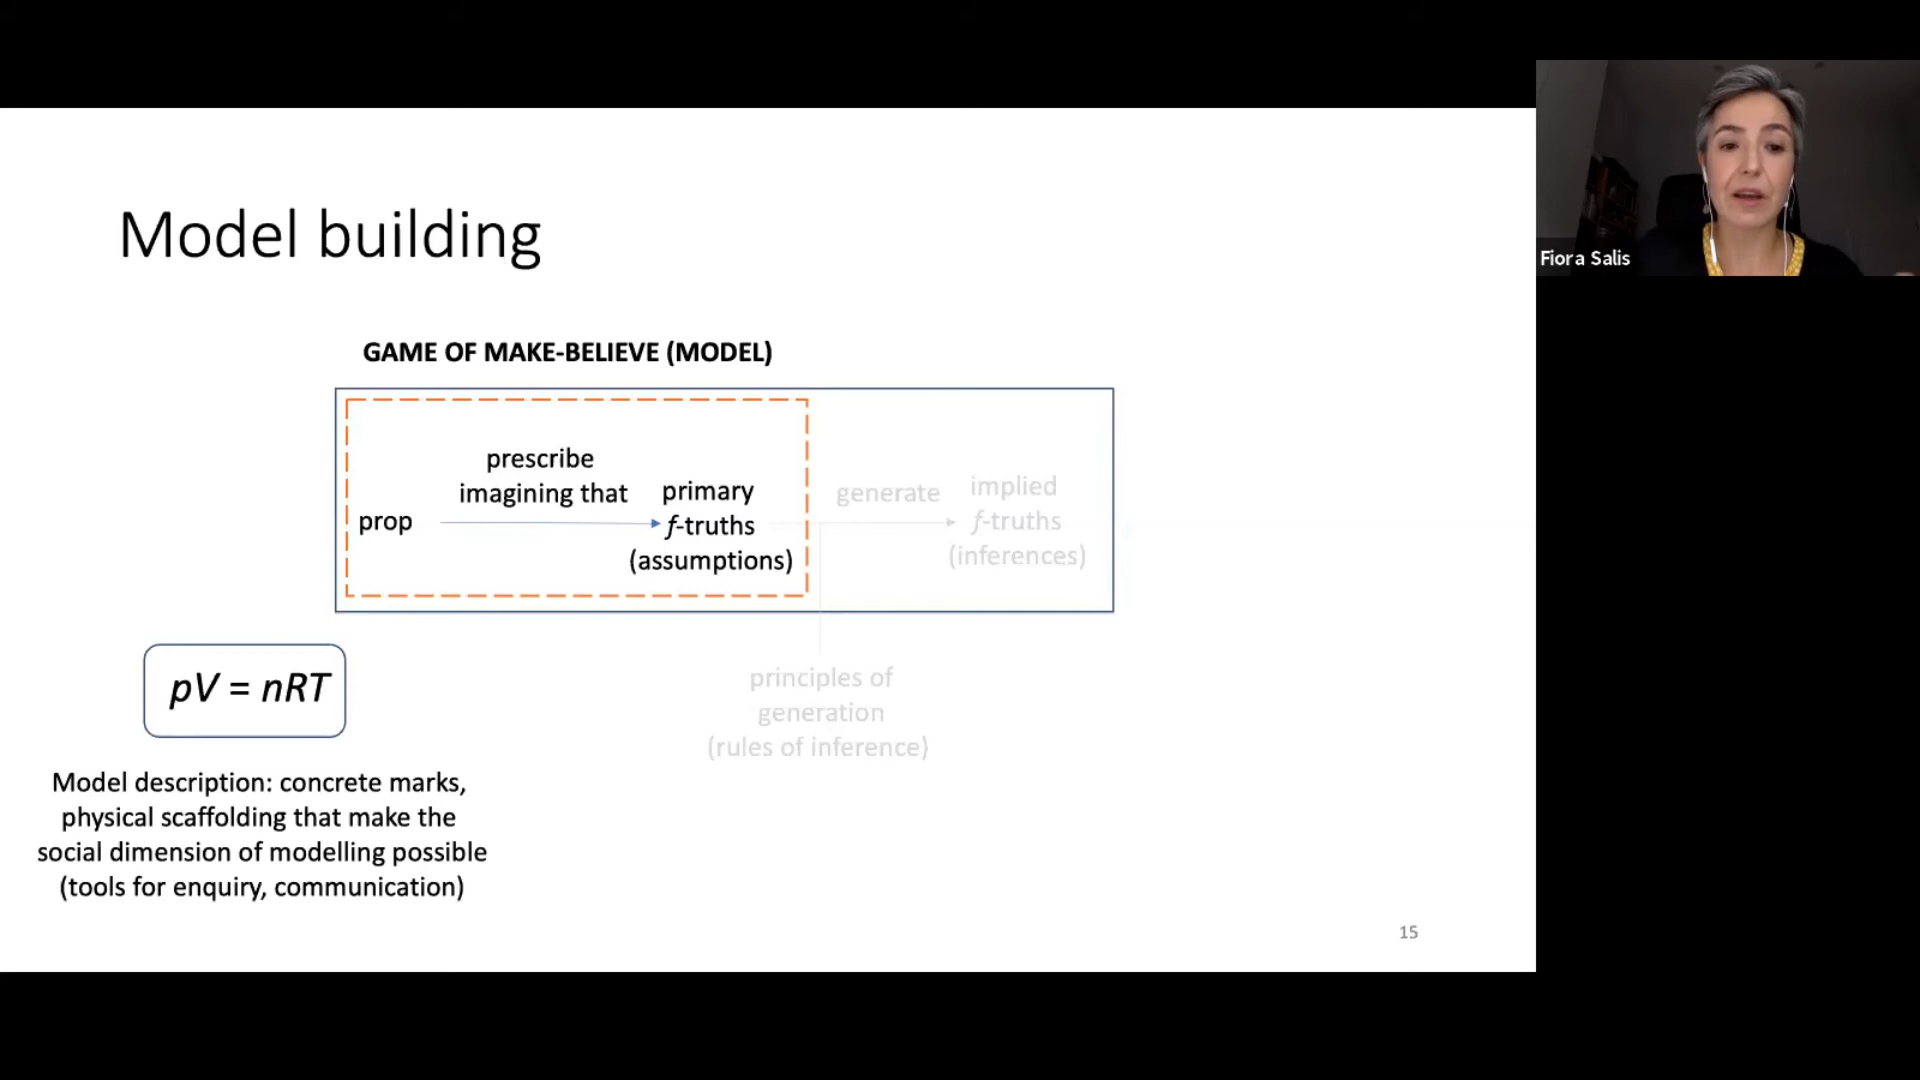 Model building
Fiora Salis
GAME OF MAKE-BELIEVE (MODEL)
prescribe
imagining that
prop
primary
f-truths
(assumptions)
generate
implied
f-truths
(inferences)
principles of
generation
(rules of inference)
pV = nRT
Model description: concrete marks,
physical scaffolding that make the
social dimension of modelling possible
(tools for enquiry, communication)
15